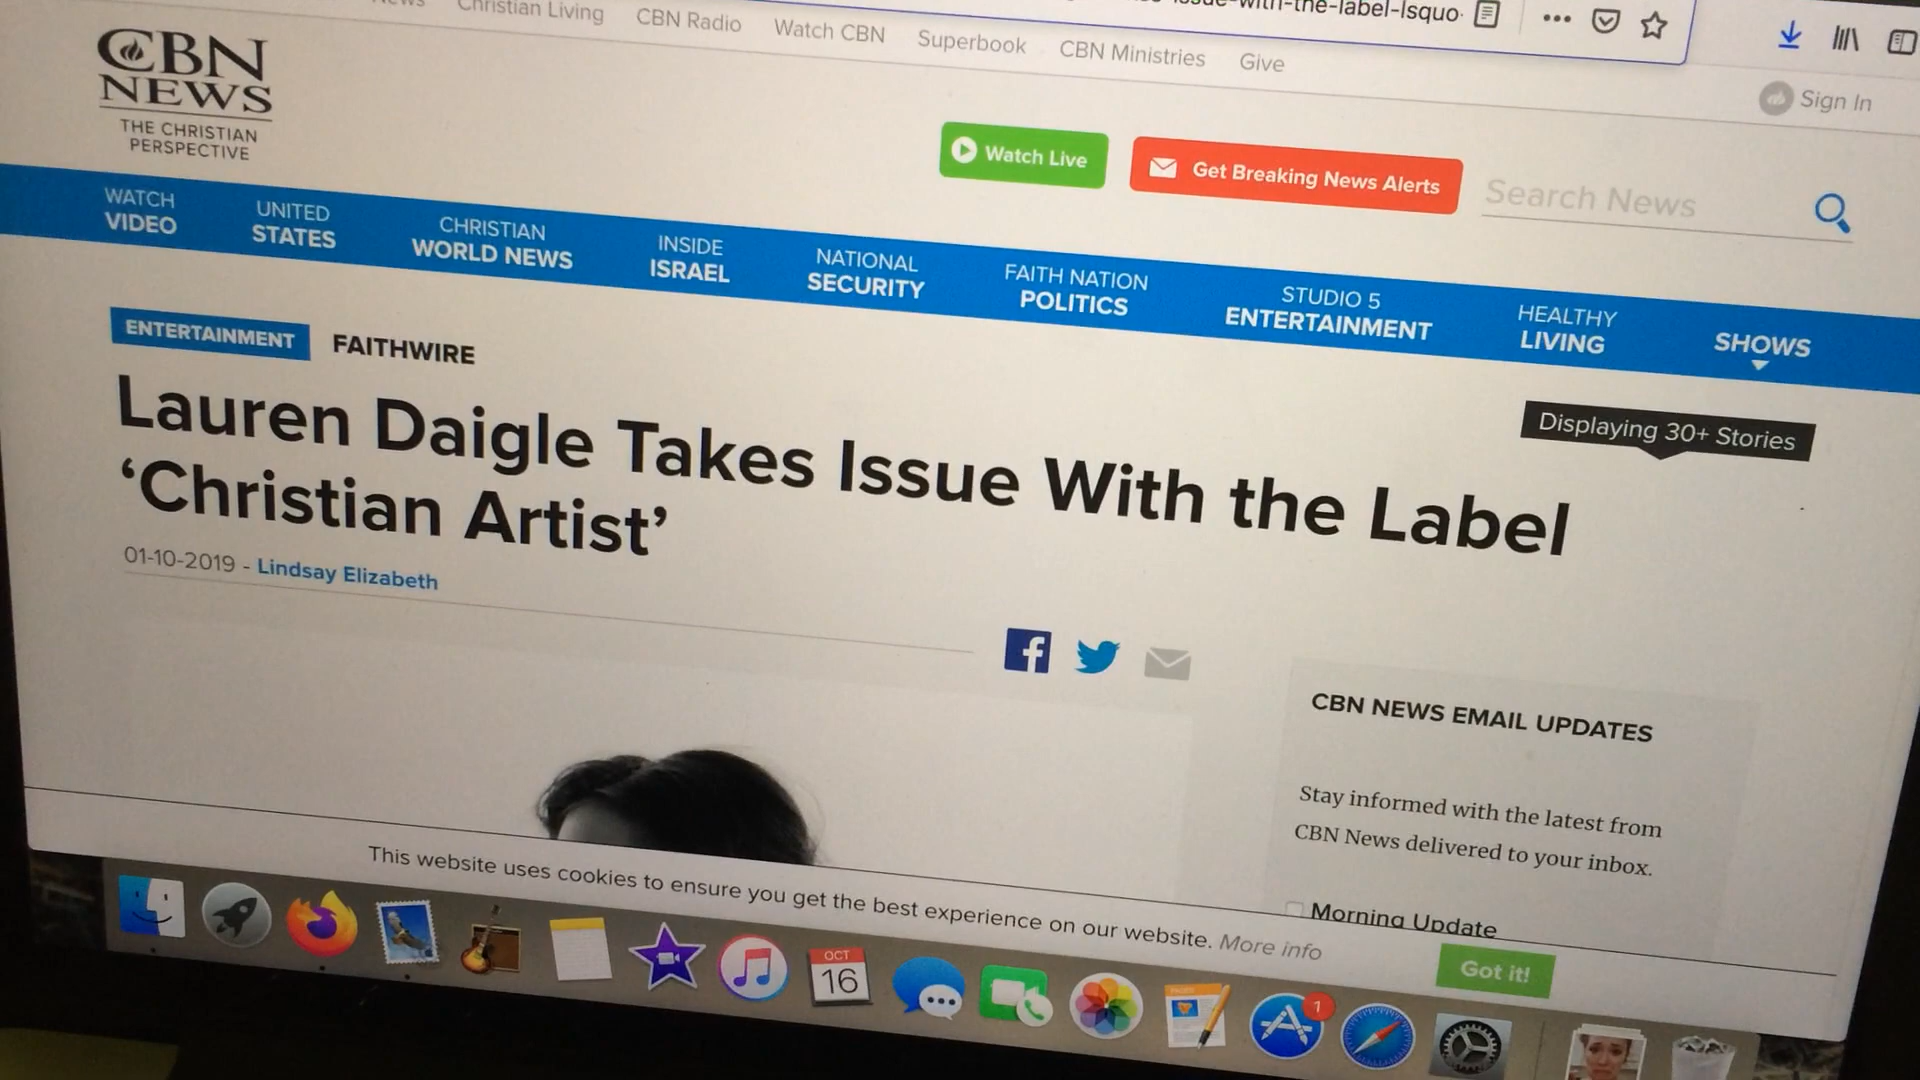 Christian Living
CBN Radio
Watch CBN
Superbook
CBN Ministries
Give
-with-the-label-lsquo
Sign In
CBN
NEWS
THE CHRISTIAN
PERSPECTIVE
Watch Live
Get Breaking News Alerts
Search News
WATCH
VIDEO
UNITED
STATES
CHRISTIAN
WORLD NEWS
INSIDE
ISRAEL
NATIONAL
SECURITY
FAITH NATION
POLITICS
STUDIO 5
ENTERTAINMENT
HEALTHY
LIVING
SHOWS
ENTERTAINMENT
FAITHWIRE
Displaying 30+ Stories
Lauren Daigle Takes Issue With the Label
‘Christian Artist’
01-10-2019 - Lindsay Elizabeth
CBN NEWS EMAIL UPDATES
Stay informed with the latest from
CBN News delivered to your inbox.
Morning Update
This website uses cookies to ensure you get the best experience on our website. More info
Got it!
OCT
16
PAGES
1